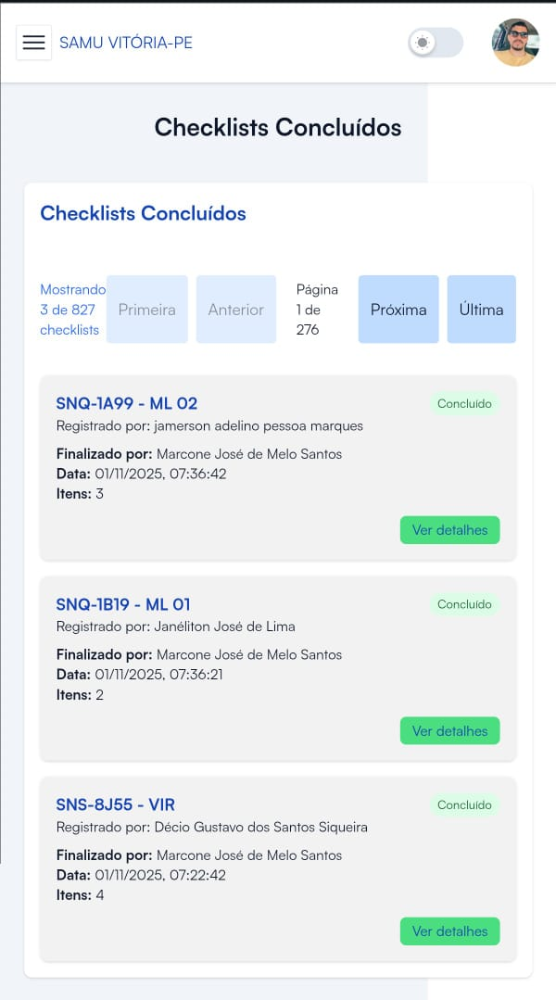 SAMU VITÓRIA-PE
Checklists Concluídos
Checklists Concluídos
Mostrando
3 de 827
checklists
Primeira
Anterior
Página
1 de
276
Próxima
Última
SNQ-1A99 - ML 02
Concluído
Registrado por: jamerson adelino pessoa marques
Finalizado por: Marcone José de Melo Santos
Data: 01/11/2025, 07:36:42
Itens: 3
Ver detalhes
SNQ-1B19 - ML 01
Concluído
Registrado por: Janéliton José de Lima
Finalizado por: Marcone José de Melo Santos
Data: 01/11/2025, 07:36:21
Itens: 2
Ver detalhes
SNS-8J55 - VIR
Concluído
Registrado por: Décio Gustavo dos Santos Siqueira
Finalizado por: Marcone José de Melo Santos
Data: 01/11/2025, 07:22:42
Itens: 4
Ver detalhes